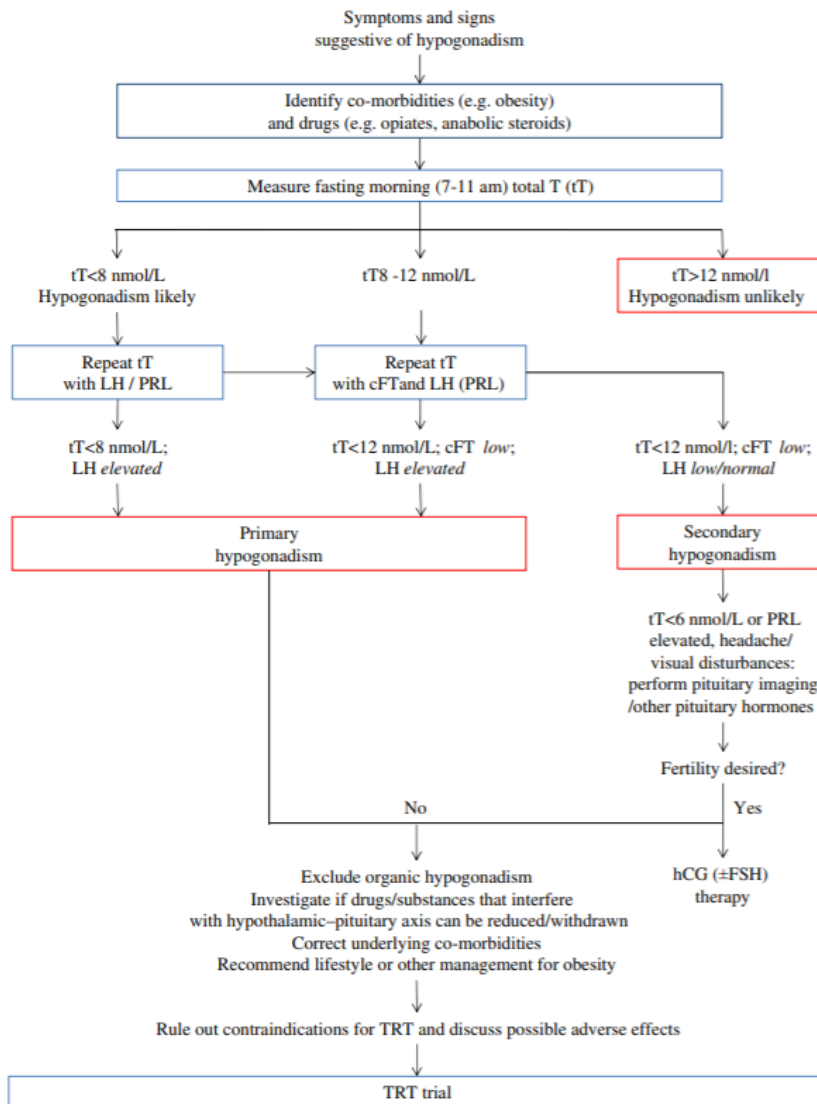 Symptoms and signs
suggestive of hypogonadism
Identify co-morbidities (e.g. obesity)
and drugs (e.g. opiates, anabolic steroids)
Measure fasting morning (7-11 am) total T (tT)
tT<8 nmol/L
Hypogonadism likely
tT8 -12 nmol/L
tT>12 nmol/l
Hypogonadism unlikely
Repeat tT
with LH / PRL
Repeat tT
with cFTand LH (PRL)
tT<8 nmol/L;
LH elevated
tT<12 nmol/L; cFT low;
LH elevated
tT<12 nmol/l; cFT low;
LH low/normal
Primary
hypogonadism
Secondary
hypogonadism
tT<6 nmol/L or PRL
elevated, headache/
visual disturbances:
perform pituitary imaging
/other pituitary hormones
Fertility desired?
No
Yes
Exclude organic hypogonadism
Investigate if drugs/substances that interfere
with hypothalamic–pituitary axis can be reduced/withdrawn
Correct underlying co-morbidities
Recommend lifestyle or other management for obesity
hCG (±FSH)
therapy
Rule out contraindications for TRT and discuss possible adverse effects
TRT trial